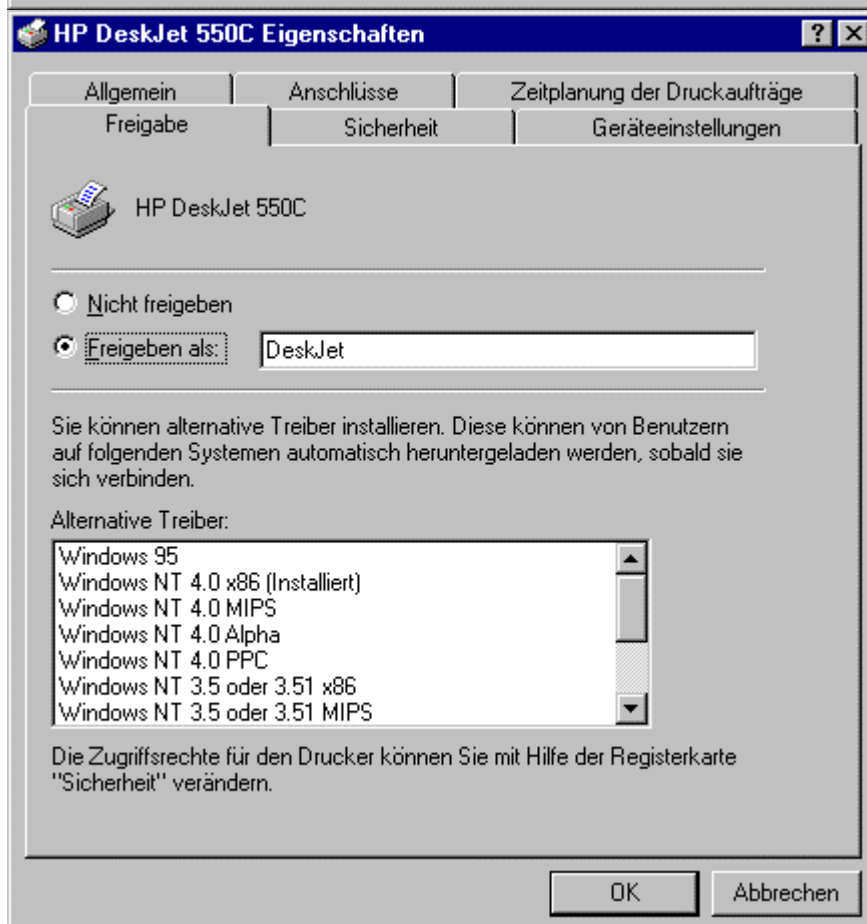 HP DeskJet 550C Eigenschaften
Allgemein Anschlüsse Zeitplanung der Druckaufträge
Freigabe Sicherheit Geräteeinstellungen
HP DeskJet 550C
Nicht freigeben
Freigeben als: DeskJet
Sie können alternative Treiber installieren. Diese können von Benutzern
auf folgenden Systemen automatisch heruntergeladen werden, sobald sie
sich verbinden.
Alternative Treiber:
Windows 95
Windows NT 4.0 x86 (Installiert)
Windows NT 4.0 MIPS
Windows NT 4.0 Alpha
Windows NT 4.0 PPC
Windows NT 3.5 oder 3.51 x86
Windows NT 3.5 oder 3.51 MIPS
Die Zugriffsrechte für den Drucker können Sie mit Hilfe der Registerkarte
"Sicherheit" verändern.
OK Abbrechen